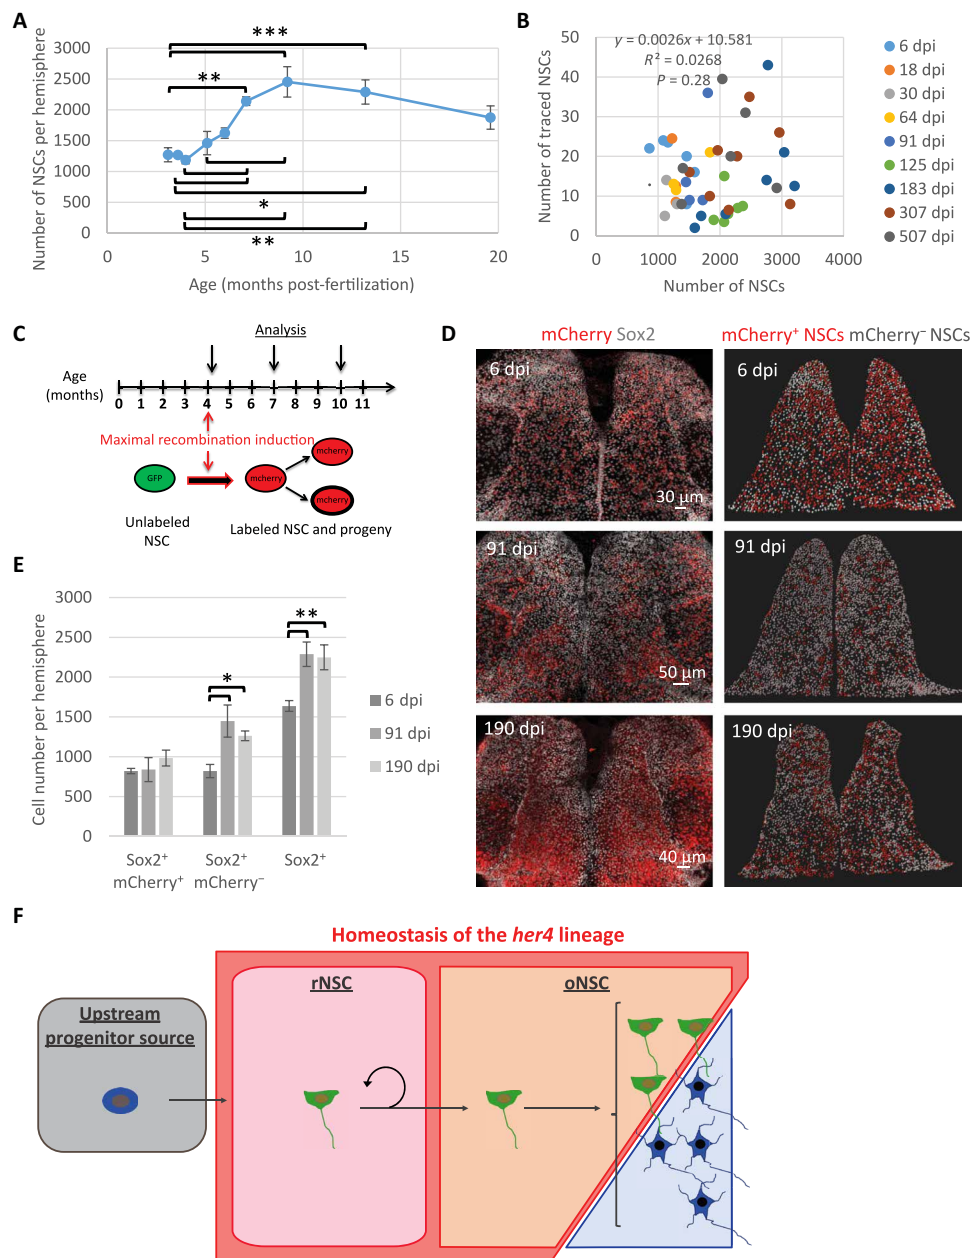 A
Number of NSCs per hemisphere
3000
2500
2000
1500
1000
500
0
0
5
10
15
20
Age (months post-fertilization)
***
**
*
**
B
Number of traced NSCs
50
40
30
20
10
0
0
1000
2000
3000
4000
Number of NSCs
y = 0.0026x + 10.581
R² = 0.0268
P = 0.28
6 dpi
18 dpi
30 dpi
64 dpi
91 dpi
125 dpi
183 dpi
307 dpi
507 dpi
C
Analysis
Age
(months)
0 1 2 3 4 5 6 7 8 9 10 11
Maximal recombination induction
GFP
mcherry
mcherry
mcherry
Unlabeled
NSC
Labeled NSC and progeny
D
mCherry Sox2
mCherry⁺ NSCs mCherry⁻ NSCs
6 dpi
30 µm
6 dpi
91 dpi
50 µm
91 dpi
190 dpi
40 µm
190 dpi
E
Cell number per hemisphere
3000
2500
2000
1500
1000
500
0
*
**
Sox2⁺
mCherry⁺
Sox2⁺
mCherry⁻
Sox2⁺
6 dpi
91 dpi
190 dpi
F
Homeostasis of the her4 lineage
Upstream
progenitor source
rNSC
oNSC